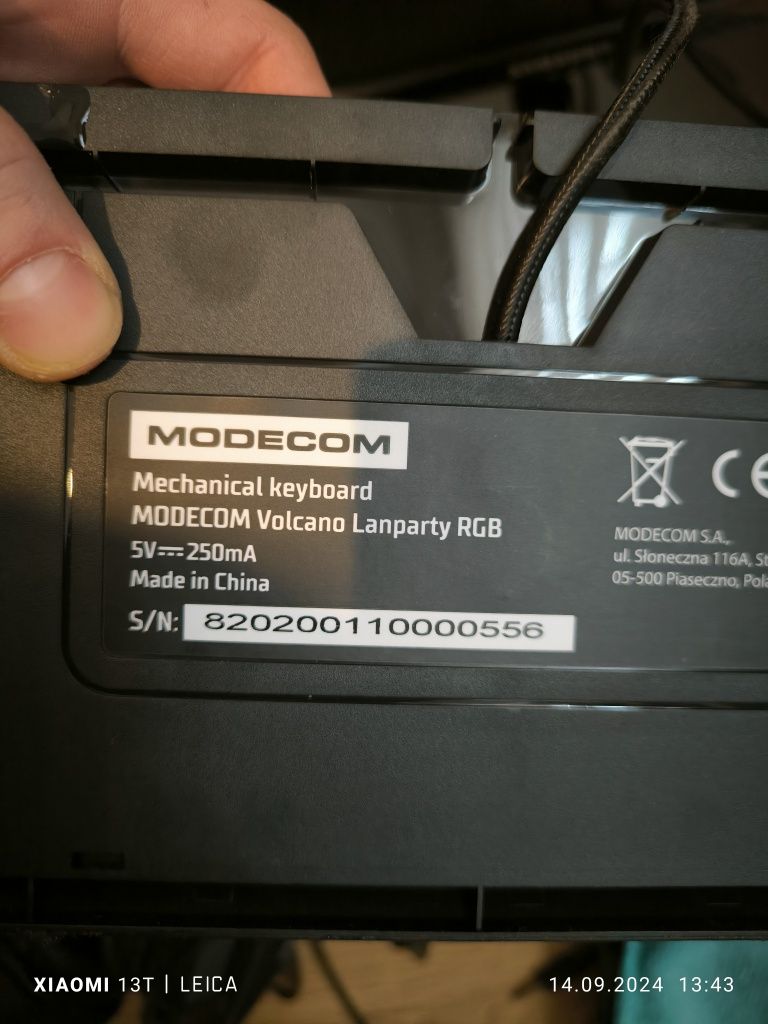 MODECOM
Mechanical keyboard
MODECOM Volcano Lanparty RGB
5V⎓250mA
Made in China
S/N: 820200110000556
CE
MODECOM S.A.,
ul. Słoneczna 116A,
05-500 Piaseczno,
XIAOMI 13T | LEICA
14.09.2024 13:43